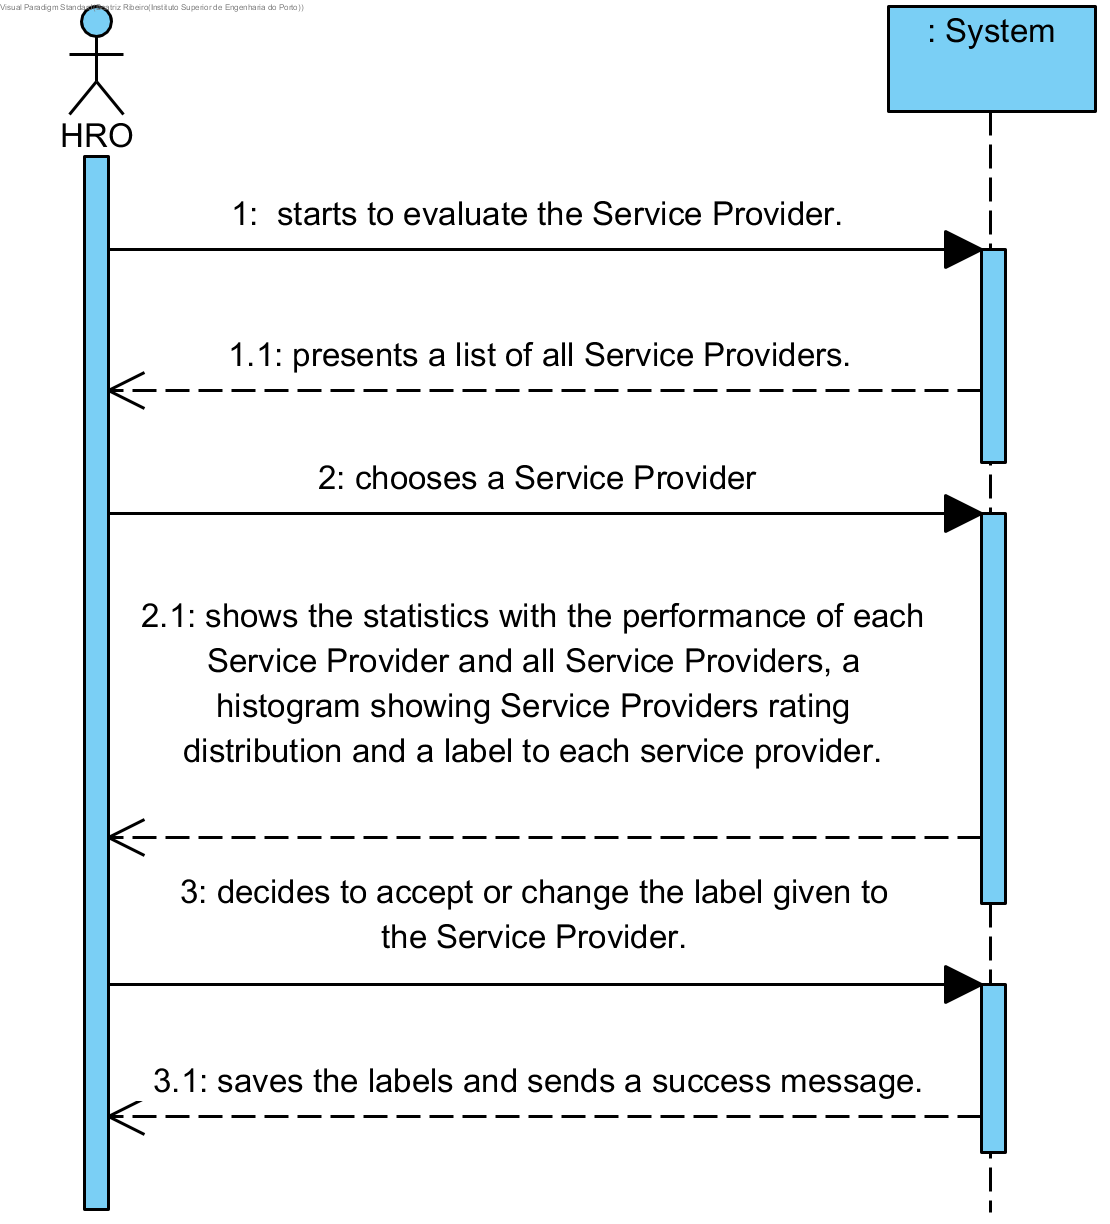 Visual Paradigm Standard(Beatriz Ribeiro(Instituto Superior de Engenharia do Porto))
: System
HRO
1:  starts to evaluate the Service Provider.
1.1: presents a list of all Service Providers.
2: chooses a Service Provider
2.1: shows the statistics with the performance of each
Service Provider and all Service Providers, a
histogram showing Service Providers rating
distribution and a label to each service provider.
3: decides to accept or change the label given to
the Service Provider.
3.1: saves the labels and sends a success message.